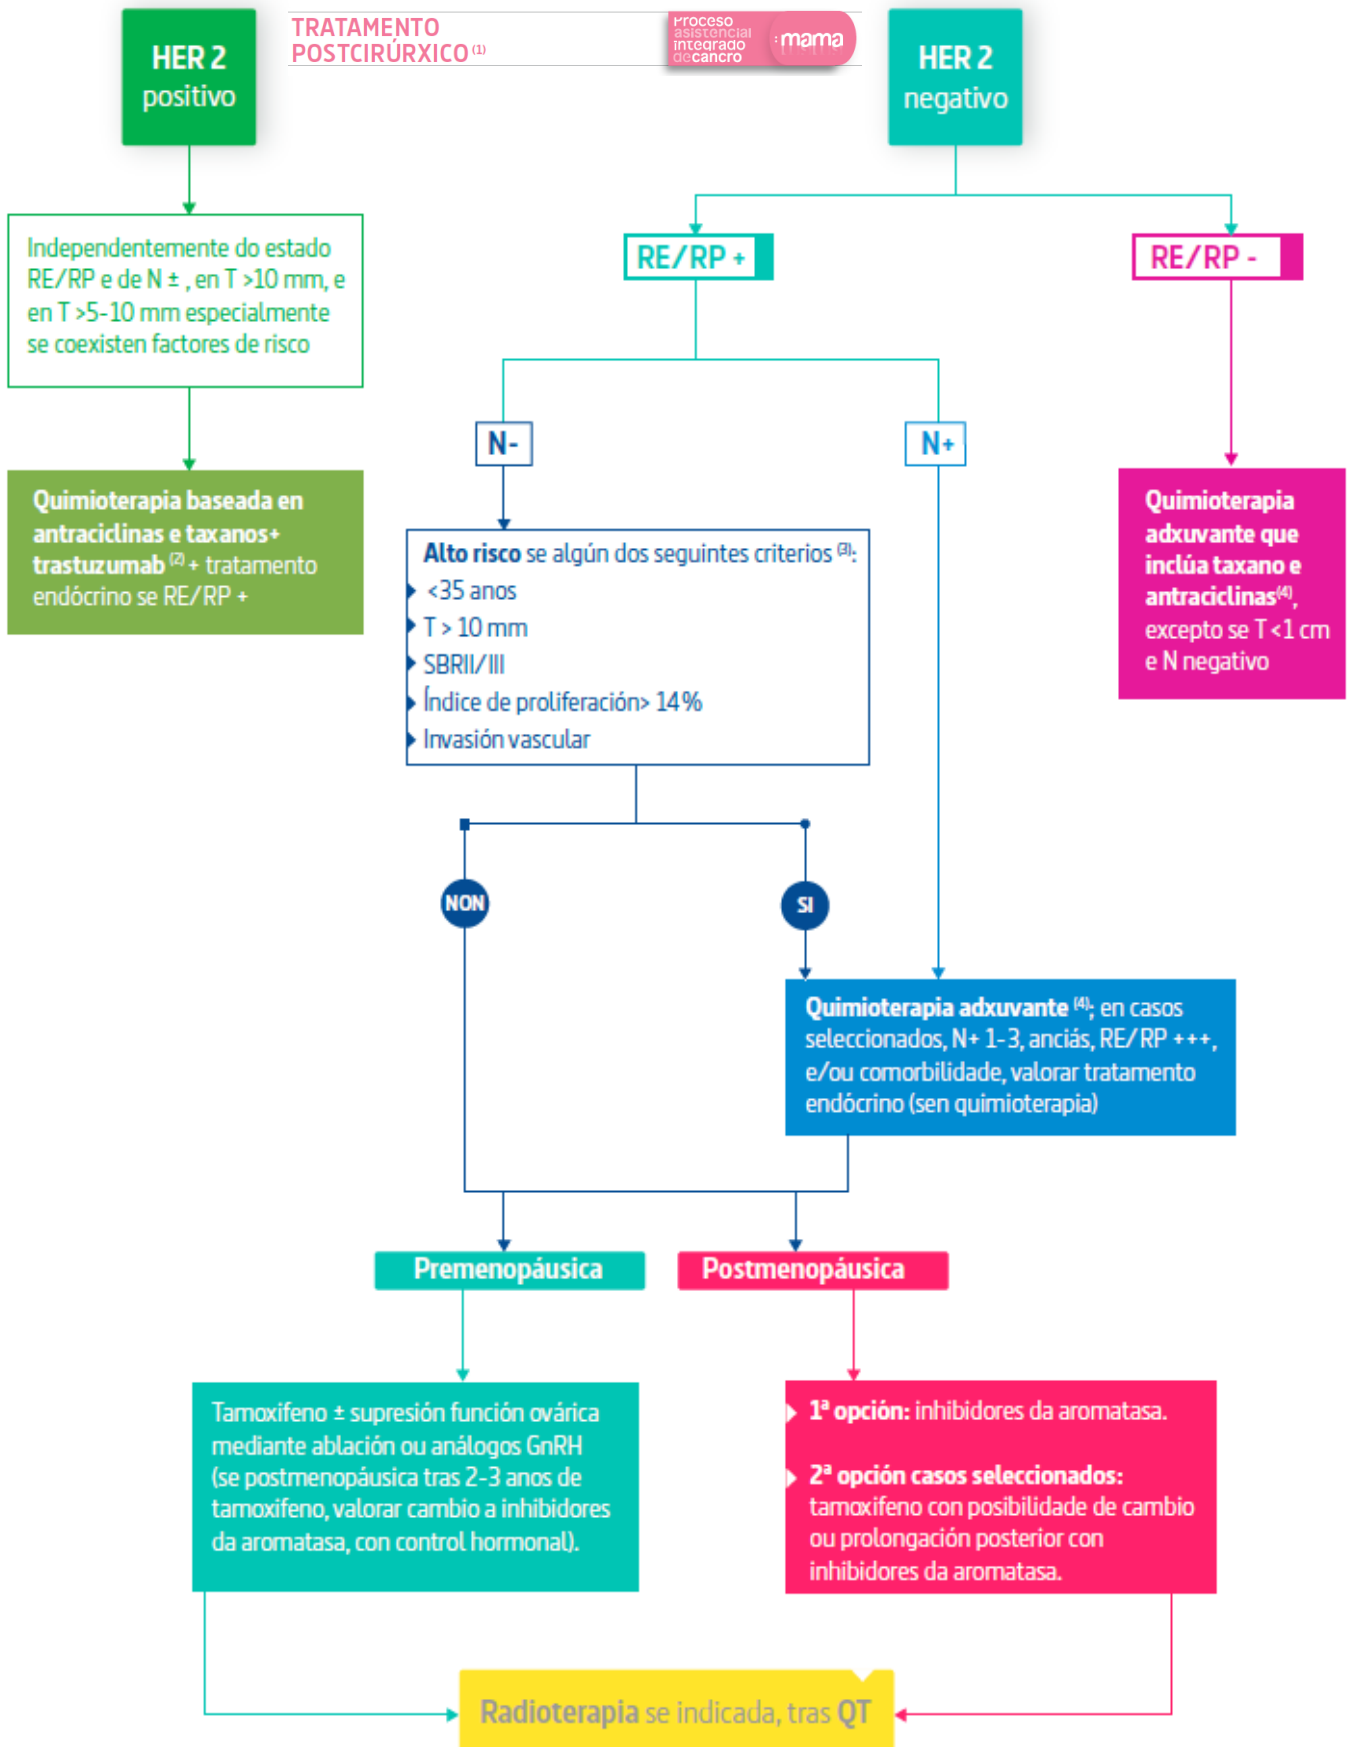 HER 2
positivo
TRATAMENTO
POSTCIRÚRXICO (1)
Proceso
asistencial
integrado
decancro
:mama
HER 2
negativo
Independentemente do estado
RE/RP e de N ± , en T >10 mm, e
en T >5-10 mm especialmente
se coexisten factores de risco
RE/RP +
RE/RP -
N-
N+
Quimioterapia baseada en
antraciclinas e taxanos+
trastuzumab (2) + tratamento
endócrino se RE/RP +
Alto risco se algún dos seguintes criterios (3):
<35 anos
T > 10 mm
SBRII/III
Índice de proliferación> 14%
Invasión vascular
Quimioterapia
adxuvante que
inclúa taxano e
antraciclinas(4),
excepto se T <1 cm
e N negativo
NON
SI
Quimioterapia adxuvante (4); en casos
seleccionados, N+ 1-3, anciás, RE/RP +++,
e/ou comorbilidade, valorar tratamento
endócrino (sen quimioterapia)
Premenopáusica
Postmenopáusica
Tamoxifeno ± supresión función ovárica
mediante ablación ou análogos GnRH
(se postmenopáusica tras 2-3 anos de
tamoxifeno, valorar cambio a inhibidores
da aromatasa, con control hormonal).
1ª opción: inhibidores da aromatasa.
2ª opción casos seleccionados:
tamoxifeno con posibilidade de cambio
ou prolongación posterior con
inhibidores da aromatasa.
Radioterapia se indicada, tras QT